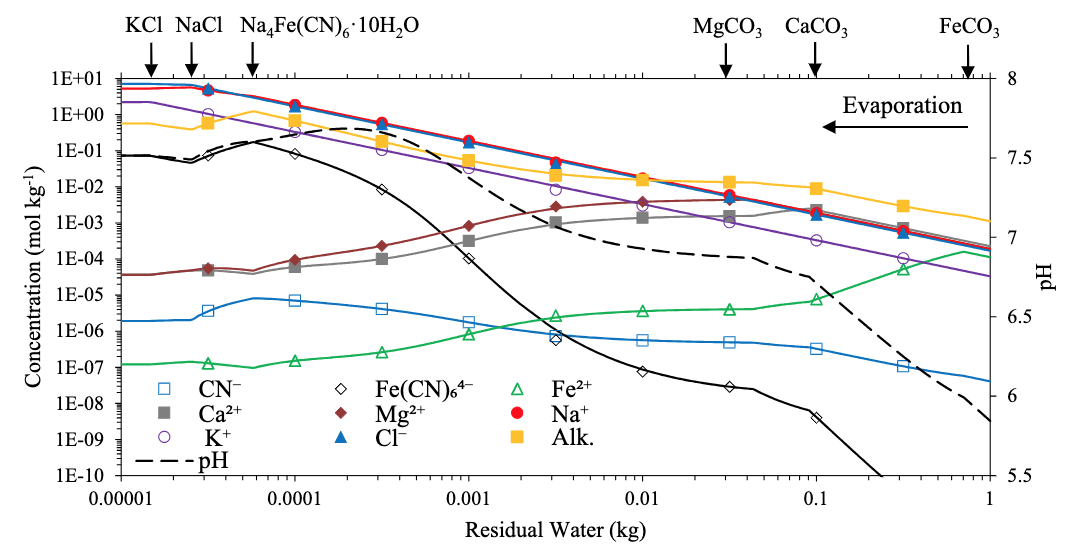 KCl NaCl Na₄Fe(CN)₆·10H₂O MgCO₃ CaCO₃ FeCO₃
1E+01 8
Evaporation
1E+00
1E-01 7.5
1E-02
1E-03
7
1E-04
1E-05
6.5
1E-06
1E-07
6
1E-08
1E-09
1E-10 5.5
Concentration (mol kg⁻¹)
pH
CN⁻ Fe(CN)₆⁴⁻ Fe²⁺
Ca²⁺ Mg²⁺ Na⁺
K⁺ Cl⁻ Alk.
pH
0.00001 0.0001 0.001 0.01 0.1 1
Residual Water (kg)